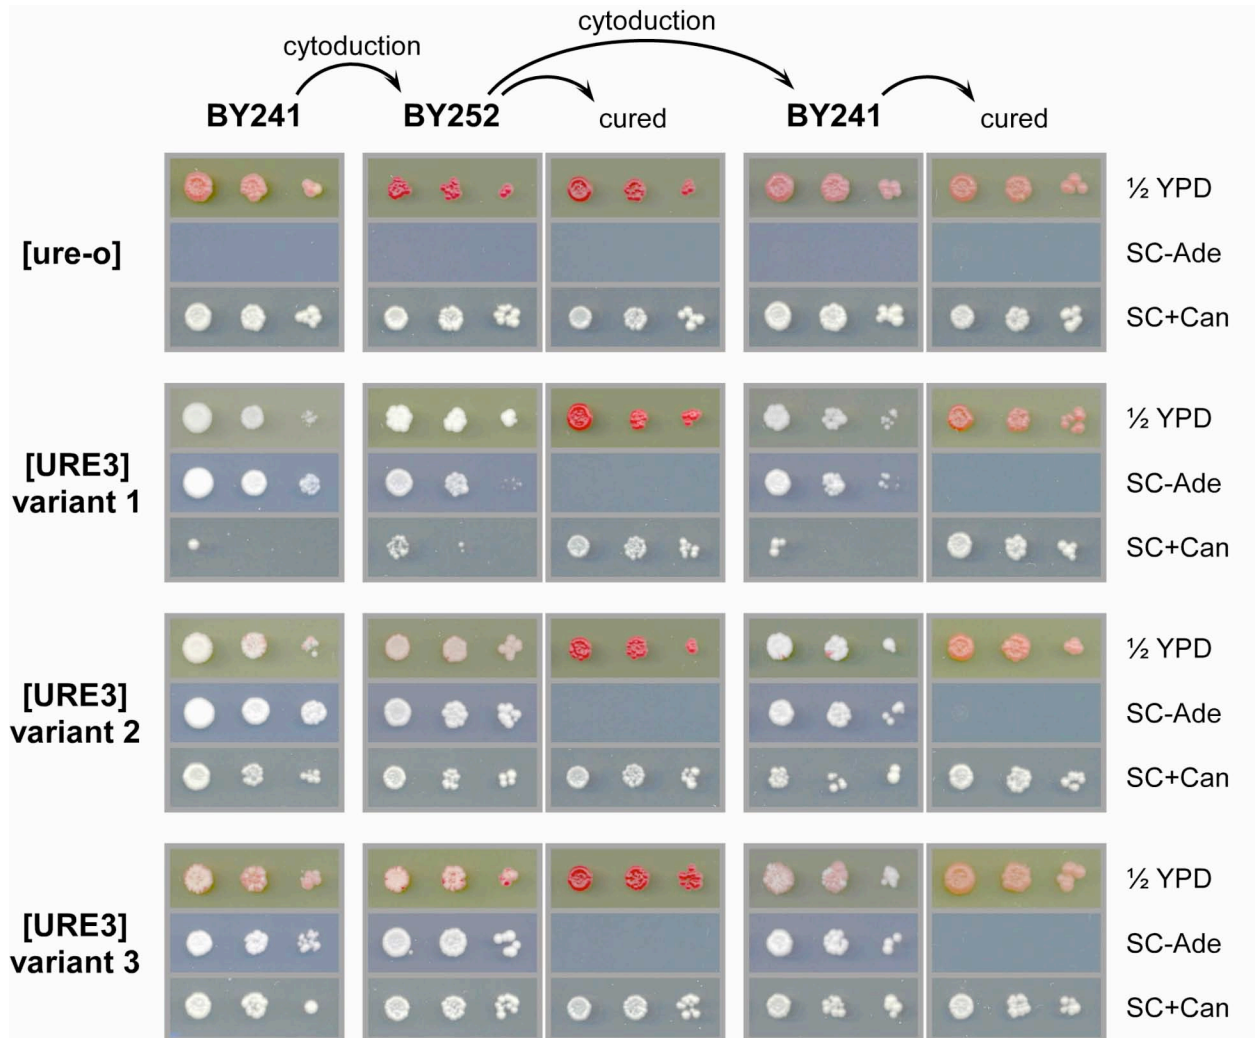 cytoduction
cytoduction
BY241
BY252
cured
BY241
cured
[ure-o]
½ YPD
SC-Ade
SC+Can
[URE3]
variant 1
½ YPD
SC-Ade
SC+Can
[URE3]
variant 2
½ YPD
SC-Ade
SC+Can
[URE3]
variant 3
½ YPD
SC-Ade
SC+Can